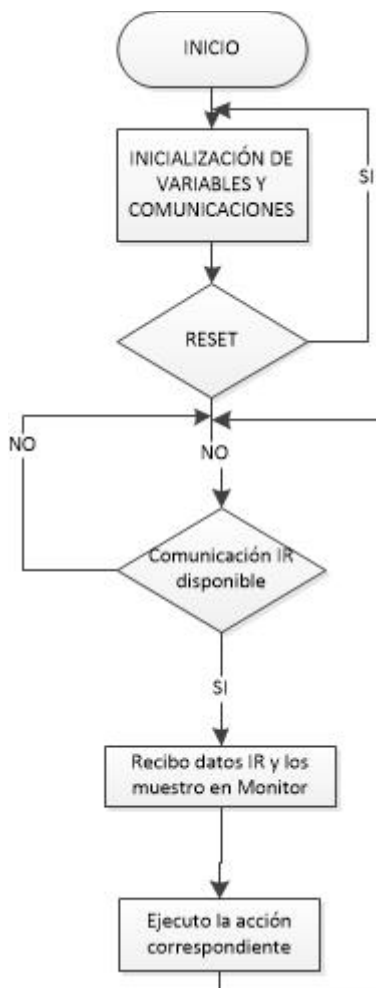 INICIO
INICIALIZACIÓN DE
VARIABLES Y
COMUNICACIONES
SI
RESET
NO
NO
Comunicación IR
disponible
SI
Recibo datos IR y los
muestro en Monitor
Ejecuto la acción
correspondiente